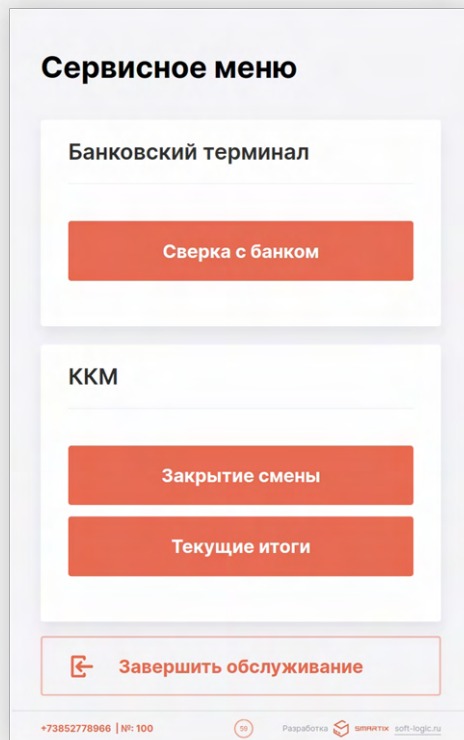 Сервисное меню
Банковский терминал
Сверка с банком
ККМ
Закрытие смены
Текущие итоги
Завершить обслуживание
+73852778966 | №: 100 59 Разработка SMARTIX soft-logic.ru